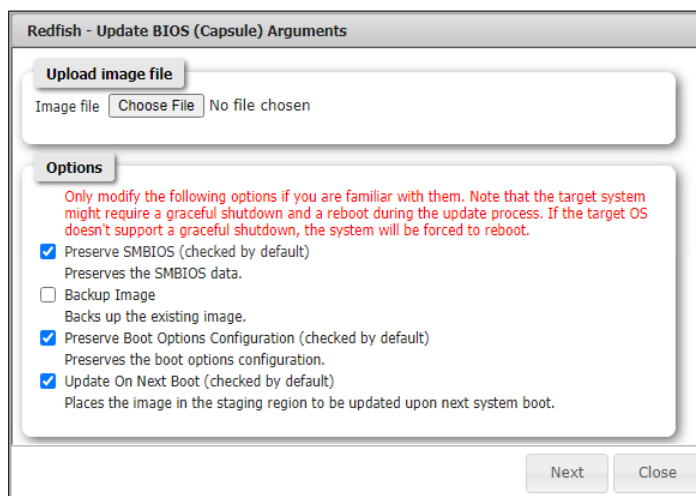 Redfish - Update BIOS (Capsule) Arguments
Upload image file
Image file Choose File No file chosen
Options
Only modify the following options if you are familiar with them. Note that the target system
might require a graceful shutdown and a reboot during the update process. If the target OS
doesn't support a graceful shutdown, the system will be forced to reboot.
Preserve SMBIOS (checked by default)
Preserves the SMBIOS data.
Backup Image
Backs up the existing image.
Preserve Boot Options Configuration (checked by default)
Preserves the boot options configuration.
Update On Next Boot (checked by default)
Places the image in the staging region to be updated upon next system boot.
Next Close